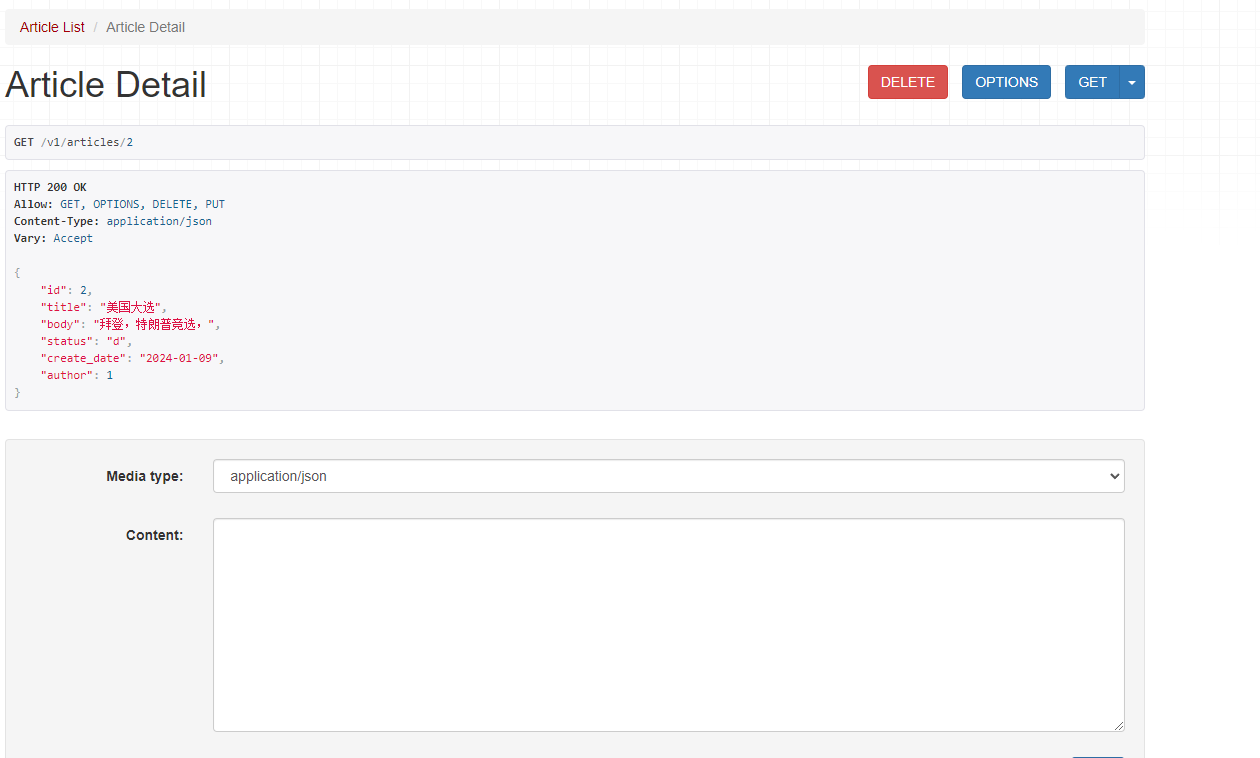 Article List / Article Detail
Article Detail
DELETE
OPTIONS
GET
GET /v1/articles/2
HTTP 200 OK
Allow: GET, OPTIONS, DELETE, PUT
Content-Type: application/json
Vary: Accept
{
    "id": 2,
    "title": "美国大选",
    "body": "拜登，特朗普竞选，",
    "status": "d",
    "create_date": "2024-01-09",
    "author": 1
}
Media type:
application/json
Content: